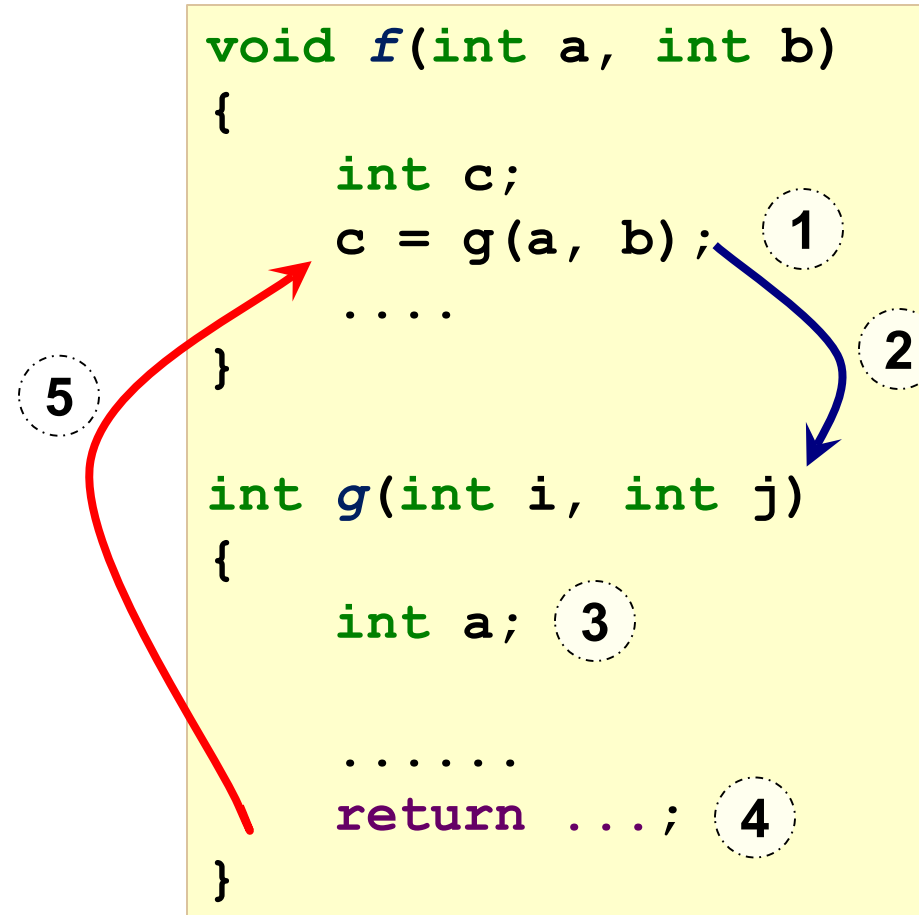 void f(int a, int b)
{
int c;
c = g(a, b); 1
....
2
}
5
int g(int i, int j)
{
int a; 3
......
return ...; 4
}